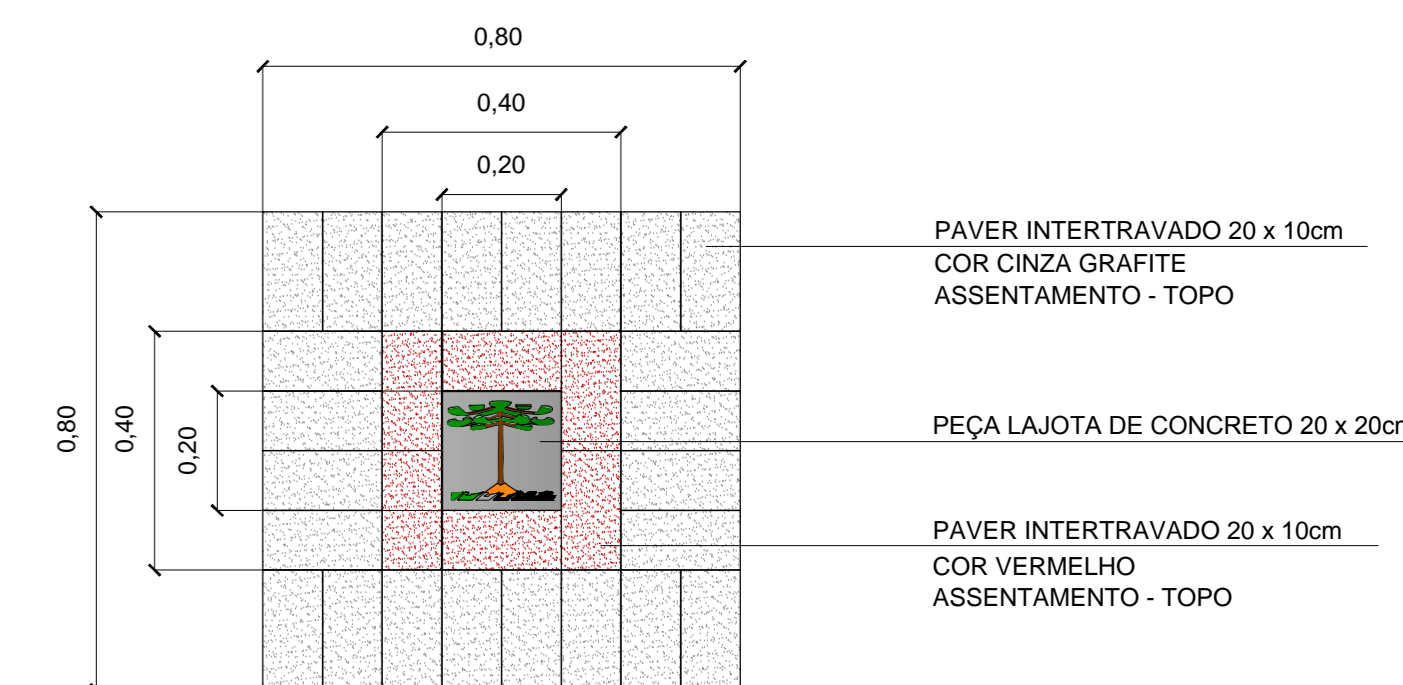 0,80
0,40
0,20
PAVER INTERTRAVADO 20 x 10cm
COR CINZA GRAFITE
ASSENTAMENTO - TOPO
0,80
0,40
0,20
PEÇA LAJOTA DE CONCRETO 20 x 20c
PAVER INTERTRAVADO 20 x 10cm
COR VERMELHO
ASSENTAMENTO - TOPO